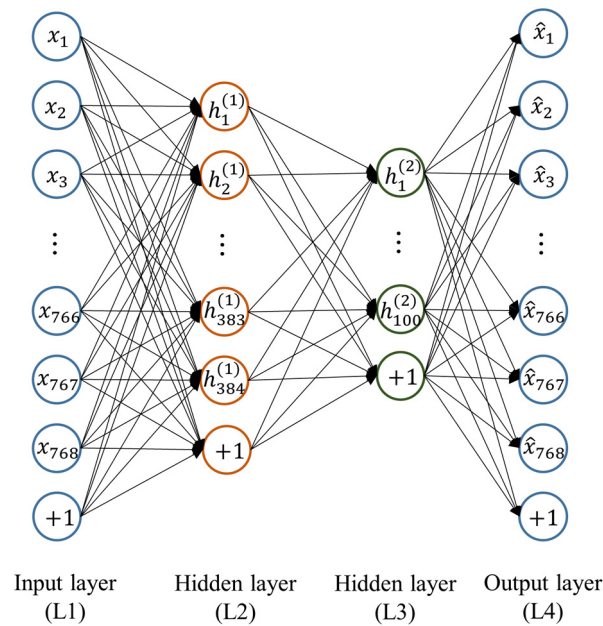 x₁
x₂
x₃
⋮
x₇₆₆
x₇₆₇
x₇₆₈
+1
h₁⁽¹⁾
h₂⁽¹⁾
⋮
h₃₈₃⁽¹⁾
h₃₈₄⁽¹⁾
+1
h₁⁽²⁾
⋮
h₁₀₀⁽²⁾
+1
x̂₁
x̂₂
x̂₃
⋮
x̂₇₆₆
x̂₇₆₇
x̂₇₆₈
+1
Input layer
(L1)
Hidden layer
(L2)
Hidden layer
(L3)
Output layer
(L4)